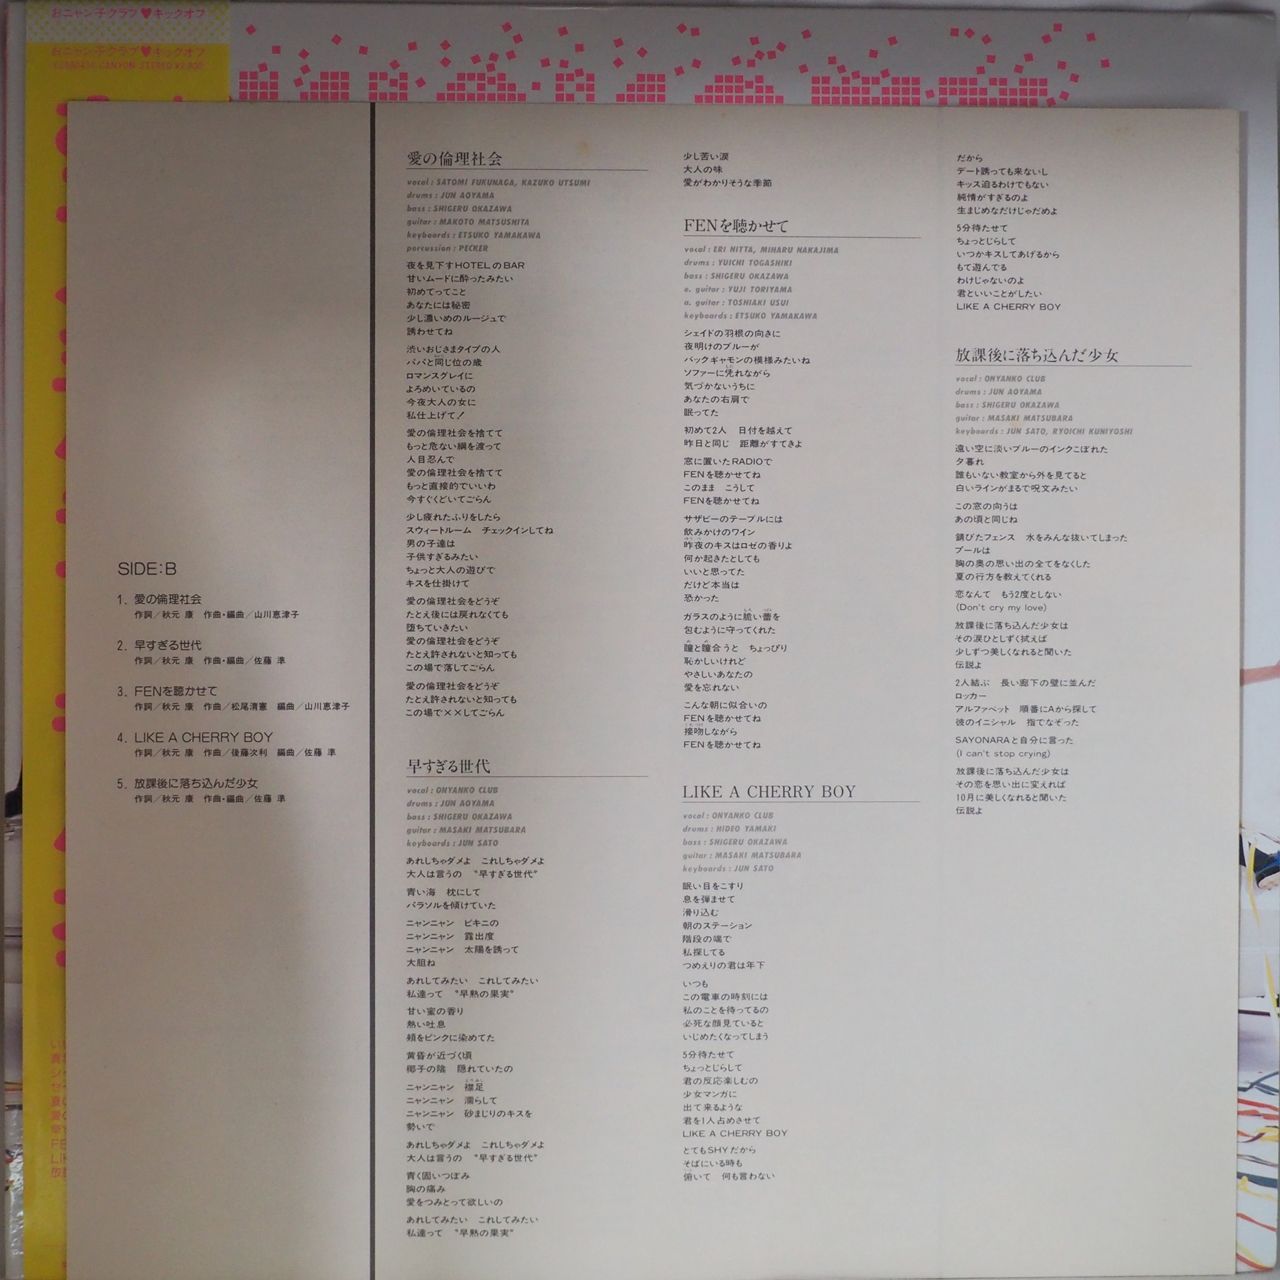 おニャン子クラブ♥キックオフ
おニャン子クラブ♥キックオフ
CANYON STEREO ¥2,800
SIDE:B
1. 愛の倫理社会
作詞／秋元 康　作曲・編曲／山川恵津子
2. 早すぎる世代
作詞／秋元 康　作曲・編曲／佐藤 準
3. FENを聴かせて
作詞／秋元 康　作曲／松尾清憲　編曲／山川恵津子
4. LIKE A CHERRY BOY
作詞／秋元 康　作曲／後藤次利　編曲／佐藤 準
5. 放課後に落ち込んだ少女
作詞／秋元 康　作曲・編曲／佐藤 準
愛の倫理社会
vocal : SATOMI FUKUNAGA, KAZUKO UTSUMI
drums : JUN AOYAMA
bass : SHIGERU OKAZAWA
guitar : MAKOTO MATSUSHITA
keyboards : ETSUKO YAMAKAWA
percussion : PECKER
夜を見下すHOTELのBAR
甘いムードに酔ったみたい
初めてってこと
あなたには秘密
少し濃いめのルージュで
誘わせてね
渋いおじさまタイプの人
パパと同じ位の歳
ロマンスグレイに
よろめいているの
今夜大人の女に
私仕上げて！
愛の倫理社会を捨てて
もっと危ない綱を渡って
人目忍んで
愛の倫理社会を捨てて
もっと直接的でいいわ
今すぐくどいてごらん
少し疲れたふりをしたら
スウィートルーム　チェックインしてね
男の子達は
子供すぎるみたい
ちょっと大人の遊びで
キスを仕掛けて
愛の倫理社会をどうぞ
たとえ後には戻れなくても
堕ちていきたい
愛の倫理社会をどうぞ
たとえ許されないと知っても
この場で落してごらん
愛の倫理社会をどうぞ
たとえ許されないと知っても
この場で××してごらん
早すぎる世代
vocal : ONYANKO CLUB
drums : JUN AOYAMA
bass : SHIGERU OKAZAWA
guitar : MASAKI MATSUBARA
keyboards : JUN SATO
あれしちゃダメよ　これしちゃダメよ
大人は言うの　“早すぎる世代”
青い海　枕にして
パラソルを傾けていた
ニャンニャン　ビキニの
ニャンニャン　露出度
ニャンニャン　太陽を誘って
大胆ね
あれしてみたい　これしてみたい
私達って　“早熟の果実”
甘い蜜の香り
熱い吐息
頬をピンクに染めてた
黄昏が近づく頃
椰子の陰　隠れていたの
ニャンニャン　襟足
ニャンニャン　濡らして
ニャンニャン　砂まじりのキスを
勢いで
あれしちゃダメよ　これしちゃダメよ
大人は言うの　“早すぎる世代”
青く固いつぼみ
胸の痛み
愛をつみとって欲しいの
あれしてみたい　これしてみたい
私達って　“早熟の果実”
少し苦い涙
大人の味
愛がわかりそうな季節
FENを聴かせて
vocal : ERI NITTA, MIHARU NAKAJIMA
drums : YUICHI TOGASHIKI
bass : SHIGERU OKAZAWA
e. guitar : YUJI TORIYAMA
a. guitar : TOSHIAKI USUI
keyboards : ETSUKO YAMAKAWA
シェイドの羽根の向きに
夜明けのブルーが
バックギャモンの模様みたいね
ソファーに凭れながら
気づかないうちに
あなたの右肩で
眠ってた
初めて2人　日付を越えて
昨日と同じ　距離がすてきよ
窓に置いたRADIOで
FENを聴かせてね
このまま　こうして
FENを聴かせてね
サザビーのテーブルには
飲みかけのワイン
昨夜のキスはロゼの香りよ
何か起きたとしても
いいと思ってた
だけど本当は
恐かった
ガラスのように脆い蕾を
包むように守ってくれた
瞳と瞳合うと　ちょっぴり
恥かしいけれど
やさしいあなたの
愛を忘れない
こんな朝に似合いの
FENを聴かせてね
接吻しながら
FENを聴かせてね
LIKE A CHERRY BOY
vocal : ONYANKO CLUB
drums : HIDEO YAMAKI
bass : SHIGERU OKAZAWA
guitar : MASAKI MATSUBARA
keyboards : JUN SATO
眠い目をこすり
息を弾ませて
滑り込む
朝のステーション
階段の端で
私探してる
つめえりの君は年下
いつも
この電車の時刻には
私のことを待ってるの
必死な顔見ていると
いじめたくなってしまう
5分待たせて
ちょっとじらして
君の反応楽しむの
少女マンガに
出て来るような
君を1人占めさせて
LIKE A CHERRY BOY
とてもSHYだから
そばにいる時も
俯いて　何も言わない
だから
デート誘っても来ないし
キッス迫るわけでもない
純情がすぎるのよ
生まじめなだけじゃだめよ
5分待たせて
ちょっとじらして
いつかキスしてあげるから
もて遊んでる
わけじゃないのよ
君といいことがしたい
LIKE A CHERRY BOY
放課後に落ち込んだ少女
vocal : ONYANKO CLUB
drums : JUN AOYAMA
bass : SHIGERU OKAZAWA
guitar : MASAKI MATSUBARA
keyboards : JUN SATO, RYOICHI KUNIYOSHI
遠い空に淡いブルーのインクこぼれた
夕暮れ
誰もいない教室から外を見てると
白いラインがまるで呪文みたい
この窓の向うは
あの頃と同じね
錆びたフェンス　水をみんな抜いてしまった
プールは
胸の奥の思い出の全てをなくした
夏の行方を教えてくれる
恋なんて　もう2度としない
(Don't cry my love)
放課後に落ち込んだ少女は
その涙ひとしずく拭えば
少しずつ美しくなれると聞いた
伝説よ
2人結ぶ　長い廊下の壁に並んだ
ロッカー
アルファベット　順番にAから探して
彼のイニシャル　指でなぞった
SAYONARAと自分に言った
(I can't stop crying)
放課後に落ち込んだ少女は
その恋を思い出に変えれば
10月に美しくなれると聞いた
伝説よ